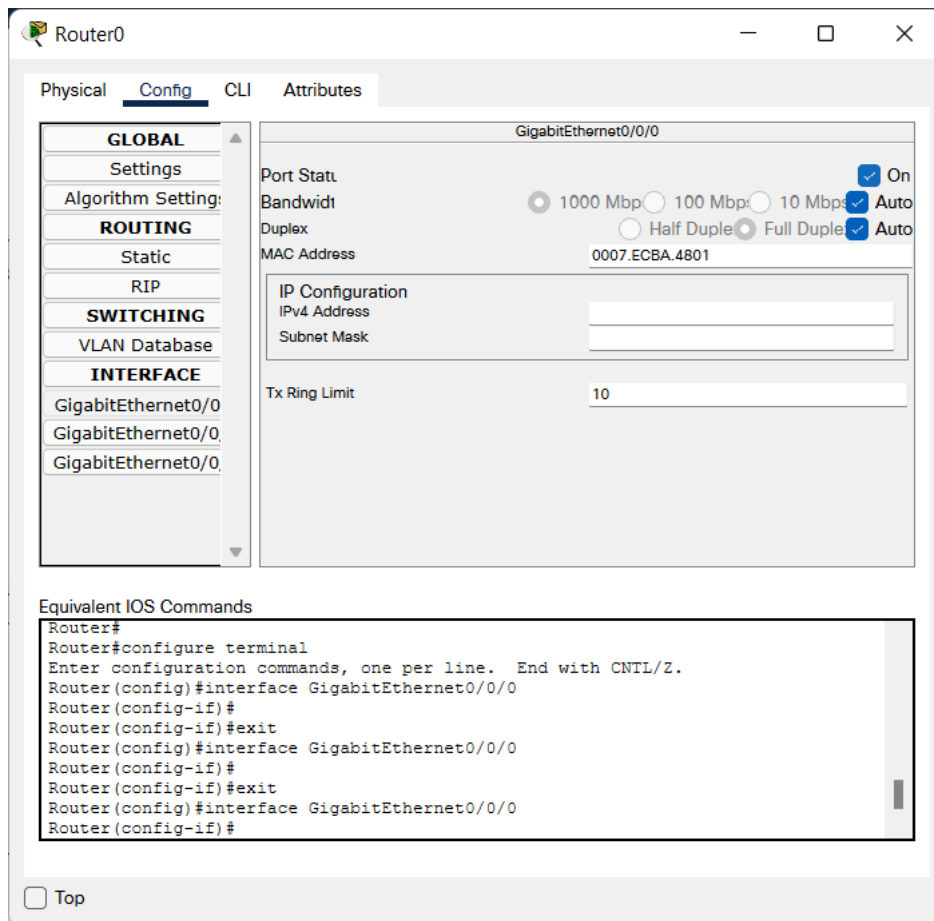 Router0
Physical Config CLI Attributes
GLOBAL
Settings
Algorithm Settings
ROUTING
Static
RIP
SWITCHING
VLAN Database
INTERFACE
GigabitEthernet0/0
GigabitEthernet0/0,
GigabitEthernet0/0,
GigabitEthernet0/0/0
Port Statu On
Bandwidt 1000 Mbp 100 Mbp 10 Mbps Auto
Duplex Half Duple Full Duple Auto
MAC Address 0007.ECBA.4801
IP Configuration
IPv4 Address
Subnet Mask
Tx Ring Limit 10
Equivalent IOS Commands
Router#
Router#configure terminal
Enter configuration commands, one per line. End with CNTL/Z.
Router(config)#interface GigabitEthernet0/0/0
Router(config-if)#
Router(config-if)#exit
Router(config)#interface GigabitEthernet0/0/0
Router(config-if)#
Router(config-if)#exit
Router(config)#interface GigabitEthernet0/0/0
Router(config-if)#
Top